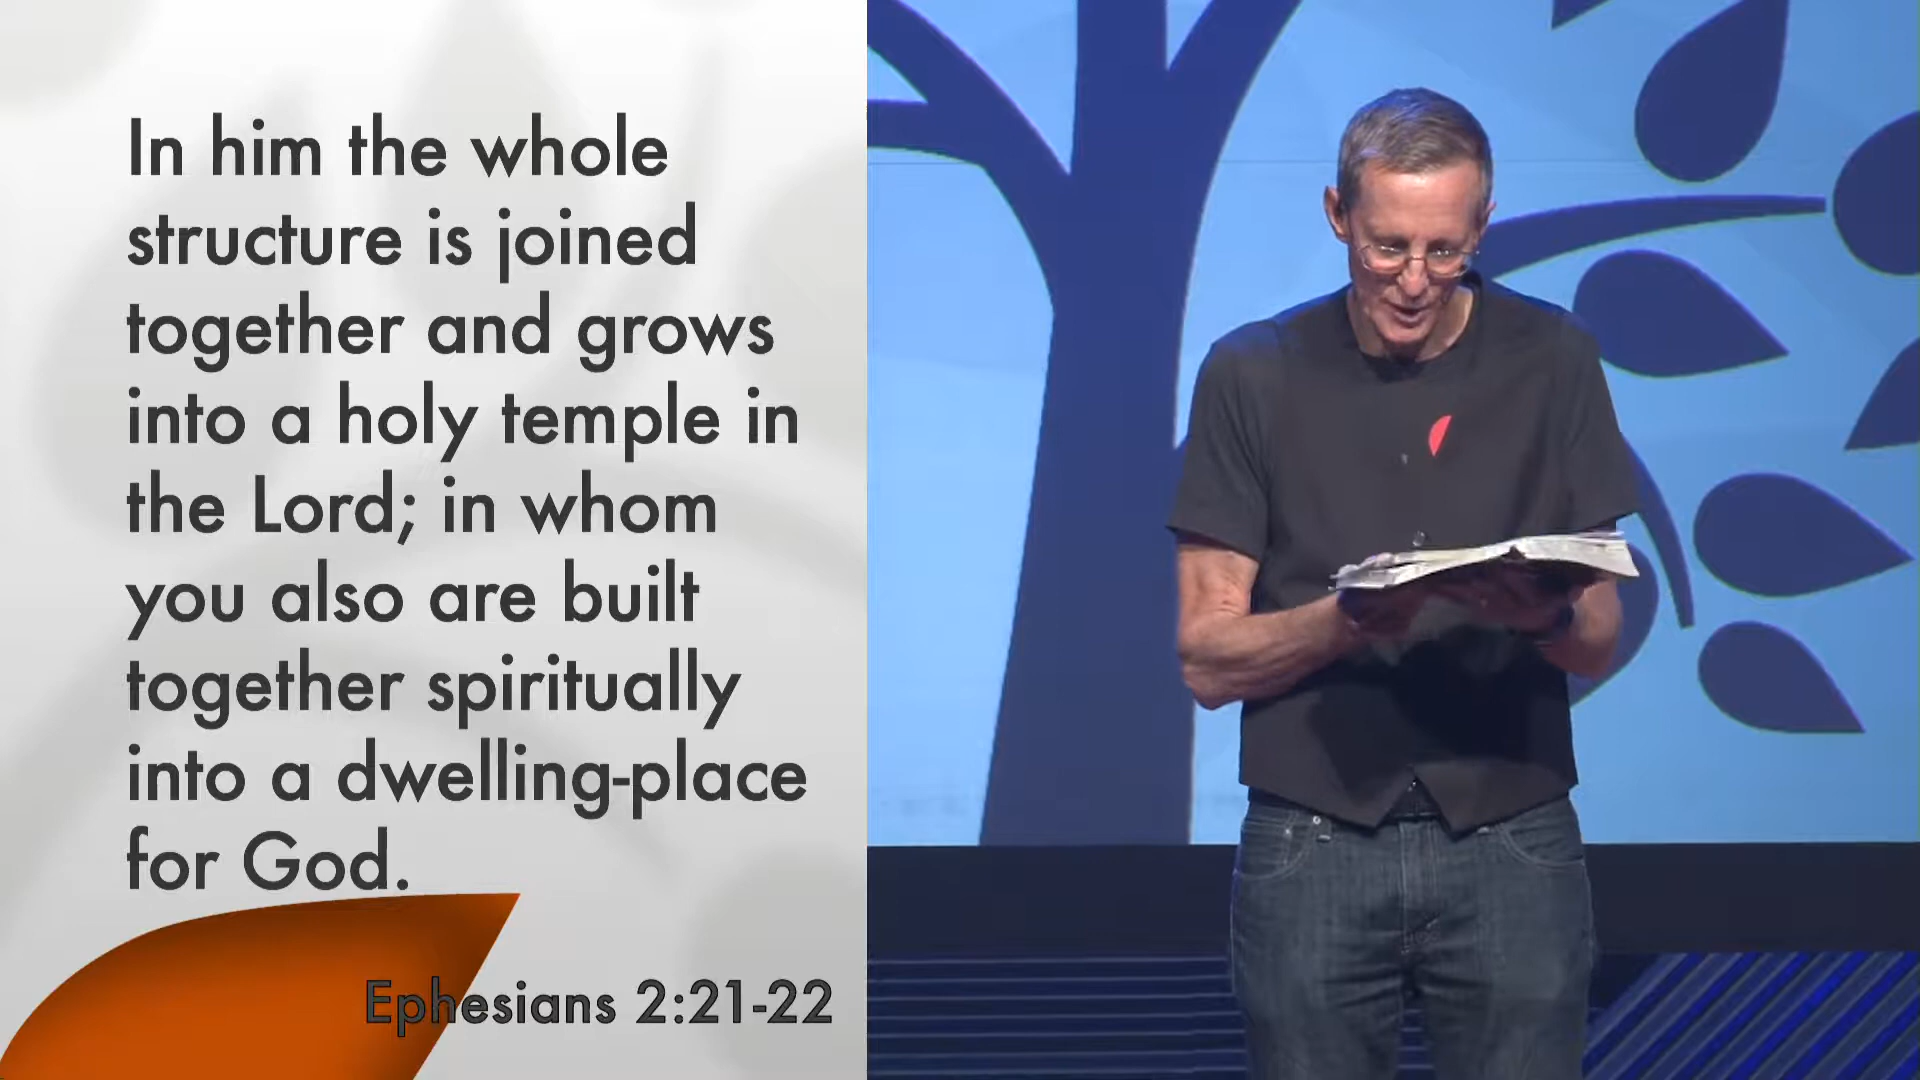 In him the whole
structure is joined
together and grows
into a holy temple in
the Lord; in whom
you also are built
together spiritually
into a dwelling-place
for God.
Ephesians 2:21-22